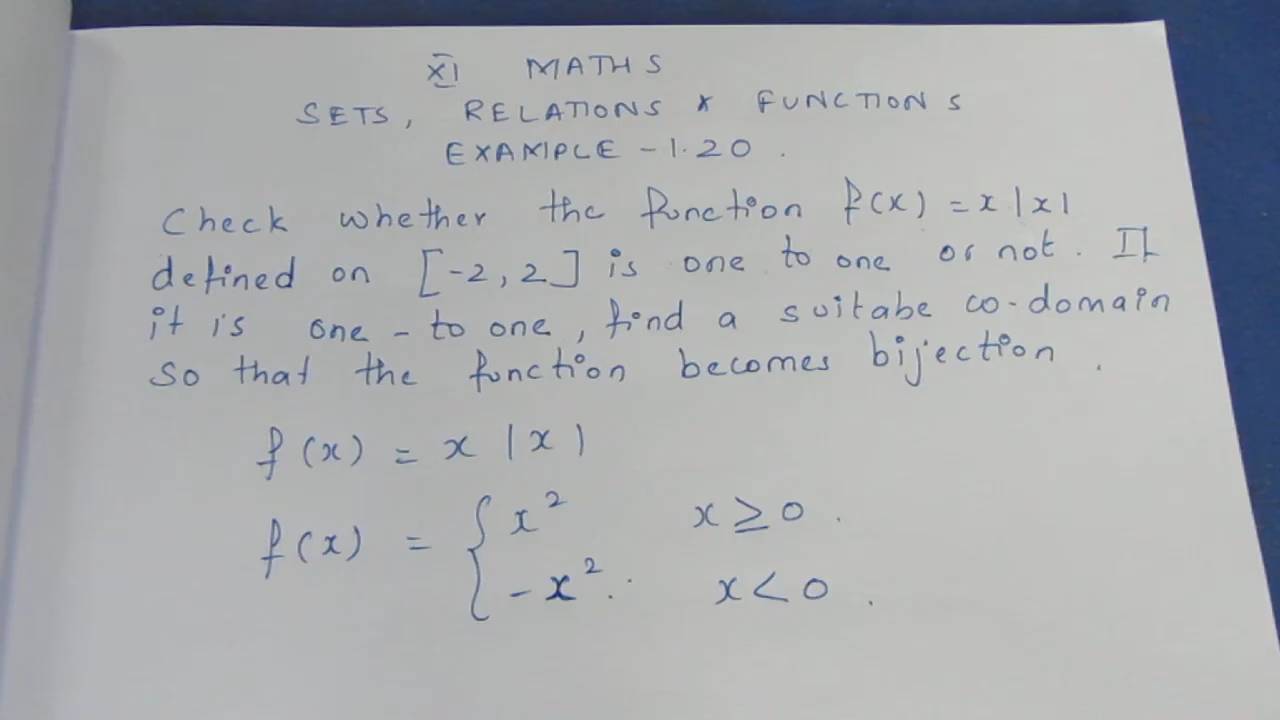 XI MATHS
SETS, RELATIONS & FUNCTIONS
EXAMPLE - 1.20.
Check whether the function f(x) = x|x|
defined on [-2, 2] is one to one or not. If
it is one - to one, find a suitabe co-domain
so that the function becomes bijection.
f(x) = x |x|
f(x) = { x² x ≥ 0.
-x². x < 0.